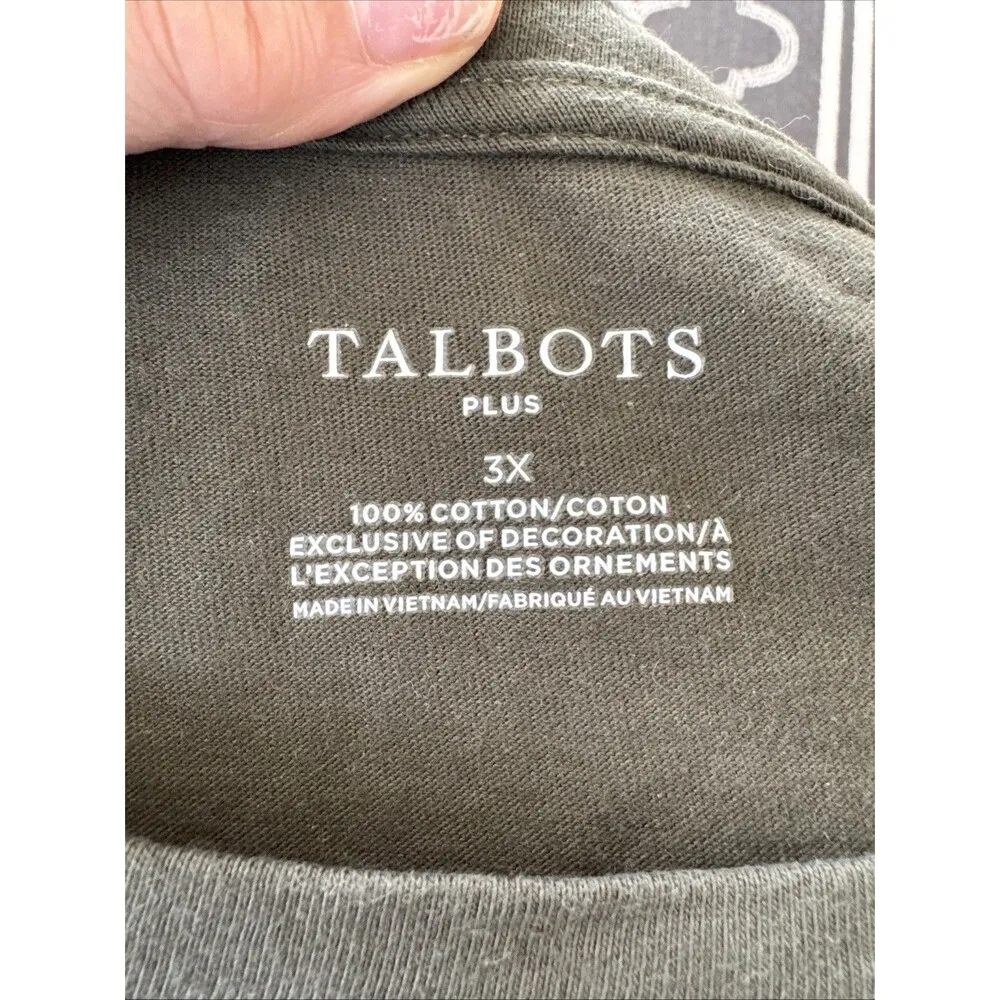 TALBOTS
PLUS
3X
100% COTTON/COTON
EXCLUSIVE OF DECORATION/À
L'EXCEPTION DES ORNEMENTS
MADE IN VIETNAM/FABRIQUÉ AU VIETNAM